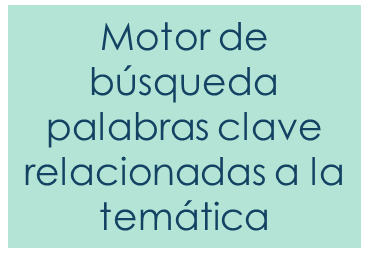 Motor de
búsqueda
palabras clave
relacionadas a la
temática